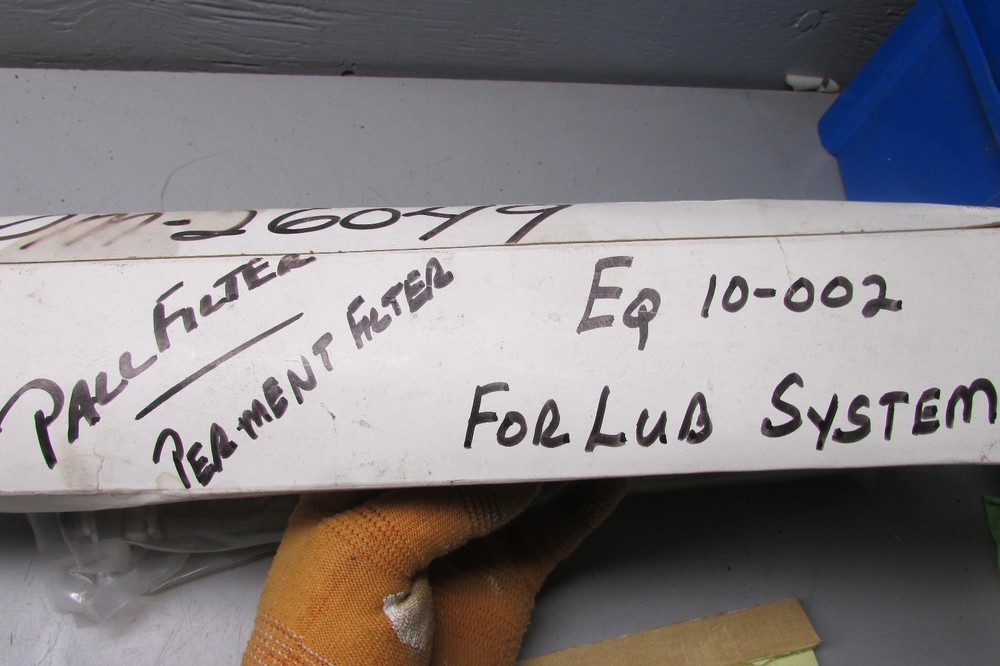 -26049
PALL FILTER
PERMENT FILTER
EQ 10-002
FOR LUB SYSTEM